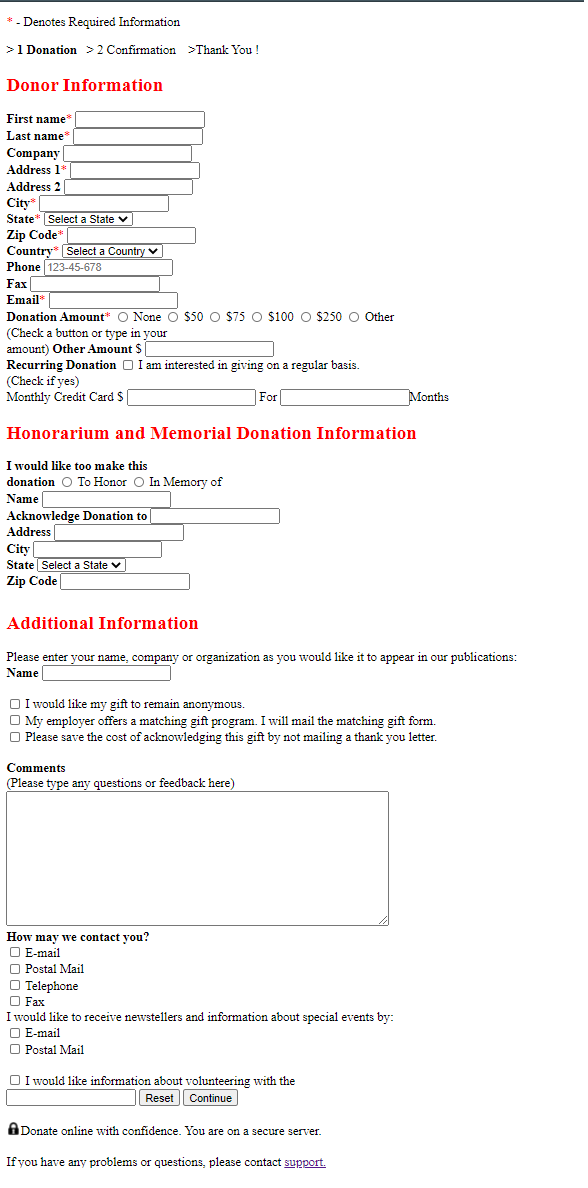 * - Denotes Required Information
> 1 Donation > 2 Confirmation >Thank You !
Donor Information
First name*
Last name*
Company
Address 1*
Address 2
City*
State* Select a State
Zip Code*
Country* Select a Country
Phone 123-45-678
Fax
Email*
Donation Amount* None $50 $75 $100 $250 Other
(Check a button or type in your
amount) Other Amount $
Recurring Donation I am interested in giving on a regular basis.
(Check if yes)
Monthly Credit Card $ For Months
Honorarium and Memorial Donation Information
I would like too make this
donation To Honor In Memory of
Name
Acknowledge Donation to
Address
City
State Select a State
Zip Code
Additional Information
Please enter your name, company or organization as you would like it to appear in our publications:
Name
I would like my gift to remain anonymous.
My employer offers a matching gift program. I will mail the matching gift form.
Please save the cost of acknowledging this gift by not mailing a thank you letter.
Comments
(Please type any questions or feedback here)
How may we contact you?
E-mail
Postal Mail
Telephone
Fax
I would like to receive newstellers and information about special events by:
E-mail
Postal Mail
I would like information about volunteering with the
Reset Continue
Donate online with confidence. You are on a secure server.
If you have any problems or questions, please contact support.